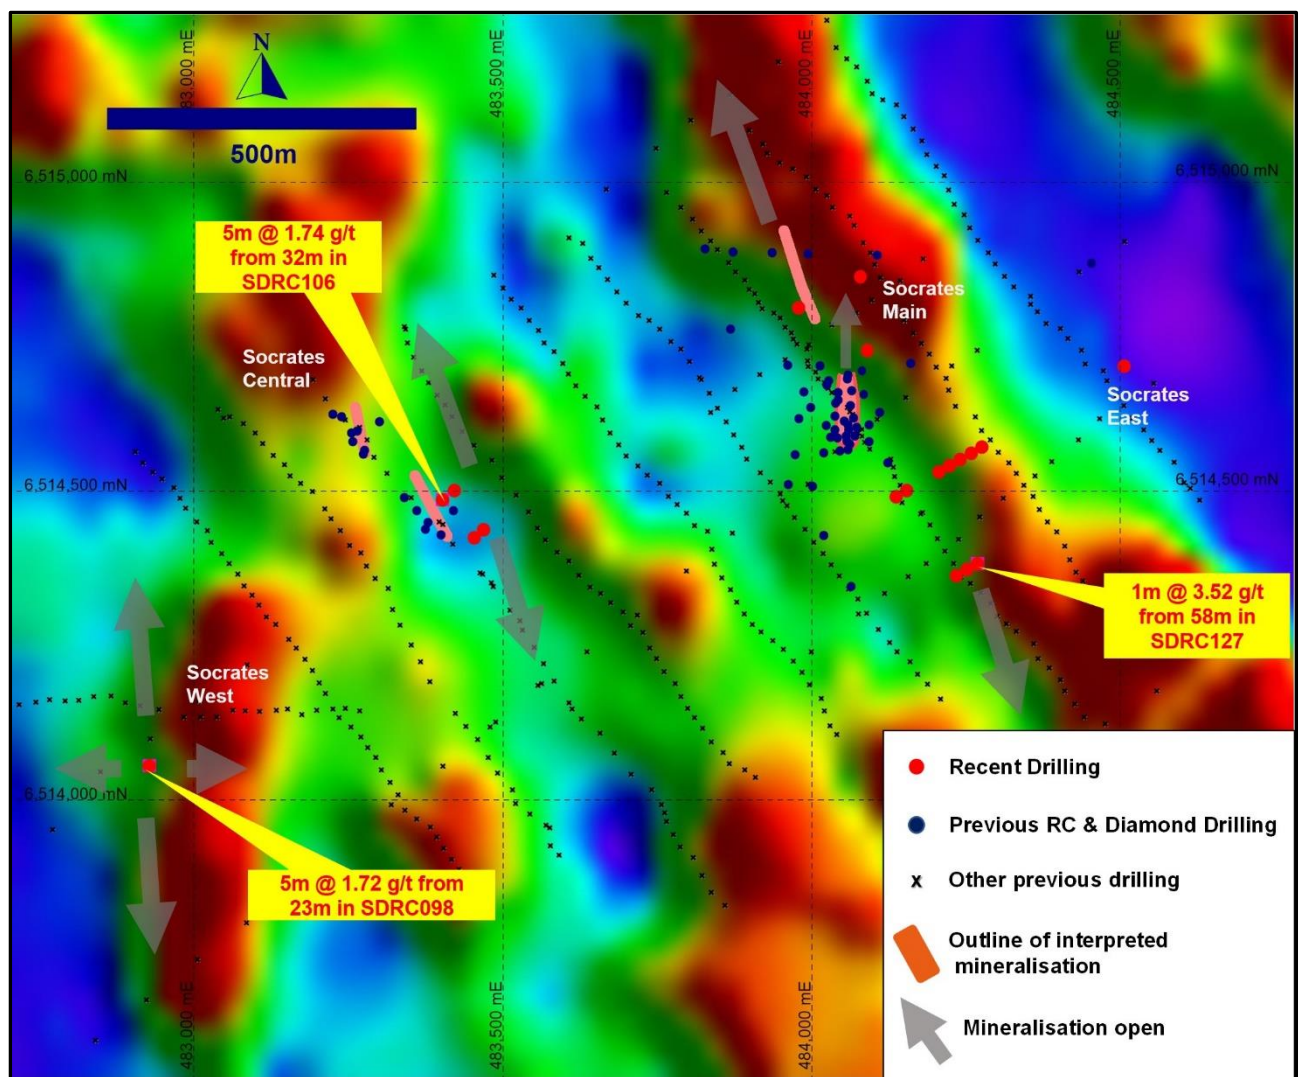 483,000 mE
483,500 mE
484,000 mE
484,500 mE
N
500m
6,515,000 mN
6,515,000 mN
5m @ 1.74 g/t
from 32m in
SDRC106
Socrates
Main
Socrates
Central
Socrates
East
6,514,500 mN
6,514,500 mN
1m @ 3.52 g/t
from 58m in
SDRC127
Socrates
West
6,514,000 mN
5m @ 1.72 g/t from
23m in SDRC098
483,000 mE
483,500 mE
484,000 mE
Recent Drilling
Previous RC & Diamond Drilling
x Other previous drilling
Outline of interpreted
mineralisation
Mineralisation open